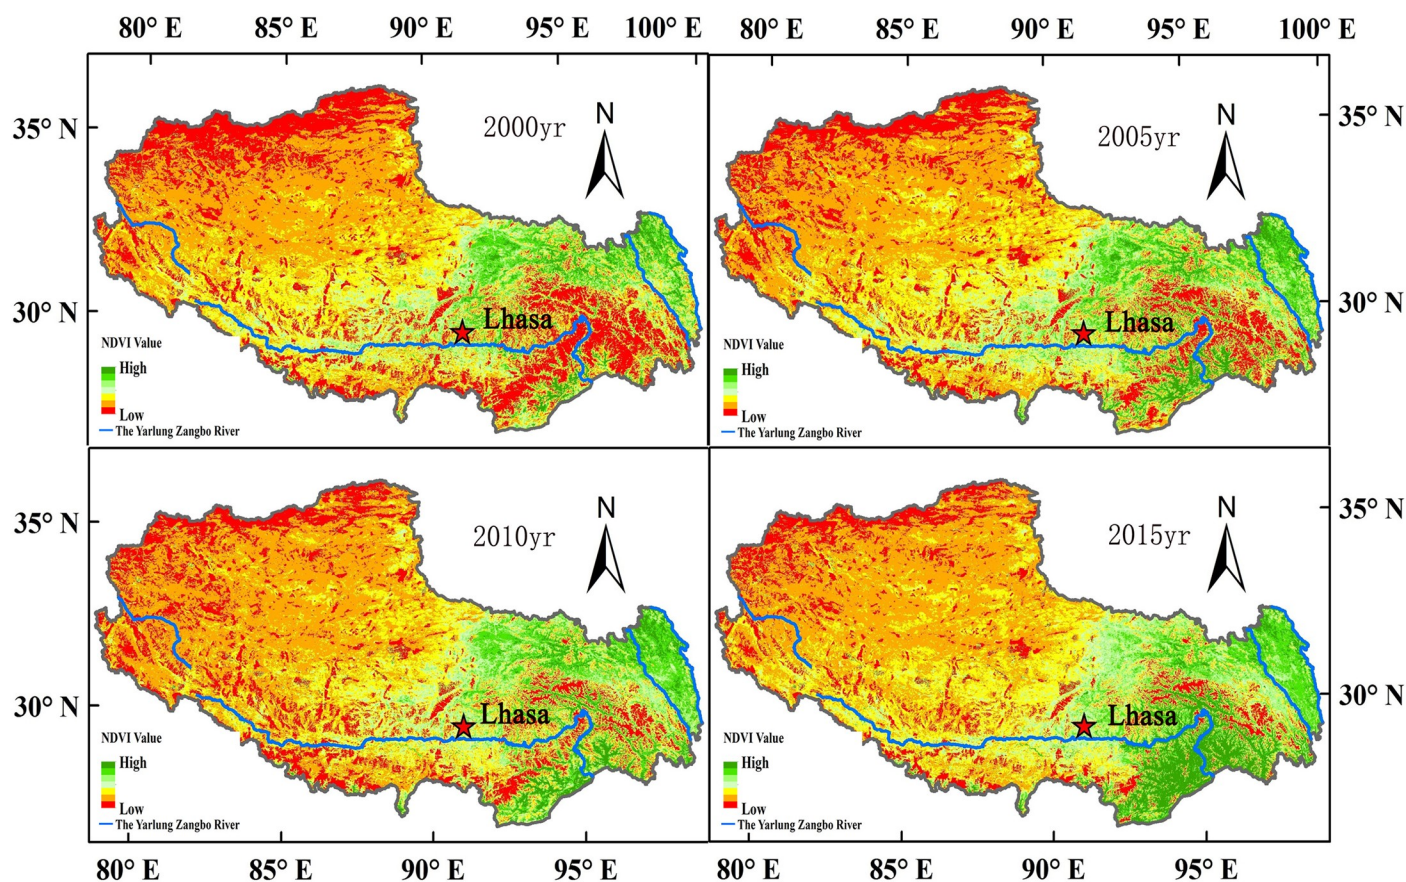 80° E 85° E 90° E 95° E 100° E 80° E 85° E 90° E 95° E 100° E
N
2000yr
35° N
30° N
Lhasa
NDVI Value
High
Low
The Yarlung Zangbo River
N
2005yr
35° N
30° N
Lhasa
NDVI Value
High
Low
The Yarlung Zangbo River
N
2010yr
35° N
30° N
Lhasa
NDVI Value
High
Low
The Yarlung Zangbo River
N
2015yr
35° N
30° N
Lhasa
NDVI Value
High
Low
The Yarlung Zangbo River
80° E 85° E 90° E 95° E 80° E 85° E 90° E 95° E